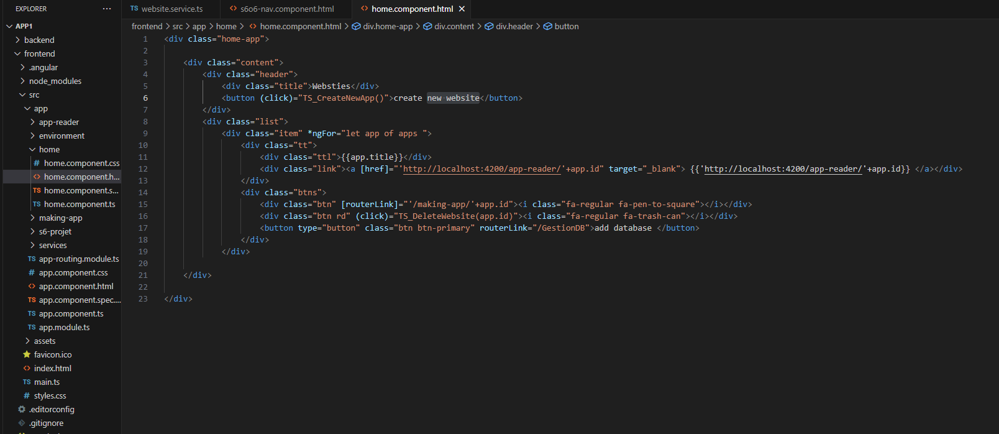 EXPLORER ...
APP1
backend
frontend
.angular
node_modules
src
app
app-reader
environment
home
home.component.css
home.component.h...
TS home.component.s...
TS home.component.ts
making-app
s6-projet
services
TS app-routing.module.ts
# app.component.css
<> app.component.html
TS app.component.spec....
TS app.component.ts
TS app.module.ts
assets
favicon.ico
<> index.html
TS main.ts
# styles.css
.editorconfig
.gitignore
TS website.service.ts
<> s6o6-nav.component.html
<> home.component.html
frontend > src > app > home > <> home.component.html > div.home-app > div.content > div.header > button
1 <div class="home-app">
2
3 <div class="content">
4 <div class="header">
5 <div class="title">Websties</div>
6 <button (click)="TS_CreateNewApp()">create new website</button>
7 </div>
8 <div class="list">
9 <div class="item" *ngFor="let app of apps ">
10 <div class="tt">
11 <div class="ttl">{{app.title}}</div>
12 <div class="link"><a [href]="'http://localhost:4200/app-reader/'+app.id" target="_blank"> {{'http://localhost:4200/app-reader/'+app.id}} </a></div>
13 </div>
14 <div class="btns">
15 <div class="btn" [routerLink]="'/making-app/'+app.id"><i class="fa-regular fa-pen-to-square"></i></div>
16 <div class="btn rd" (click)="TS_DeleteWebsite(app.id)"><i class="fa-regular fa-trash-can"></i></div>
17 <button type="button" class="btn btn-primary" routerLink="/GestionDB">add database </button>
18 </div>
19 </div>
20
21 </div>
22
23 </div>